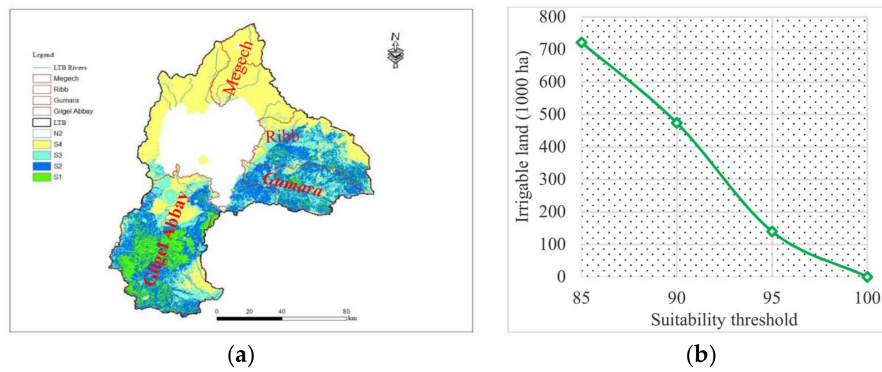 N
Legend
LTB Rivers
Megech
Ribb
Gumara
Gilgel Abbay
LTB
N2
S4
S3
S2
S1
Megech
Ribb
Gumara
Gilgel Abbay
0 20 40 80
km
(a)
Irrigable land (1000 ha)
800
700
600
500
400
300
200
100
0
85 90 95 100
Suitability threshold
(b)